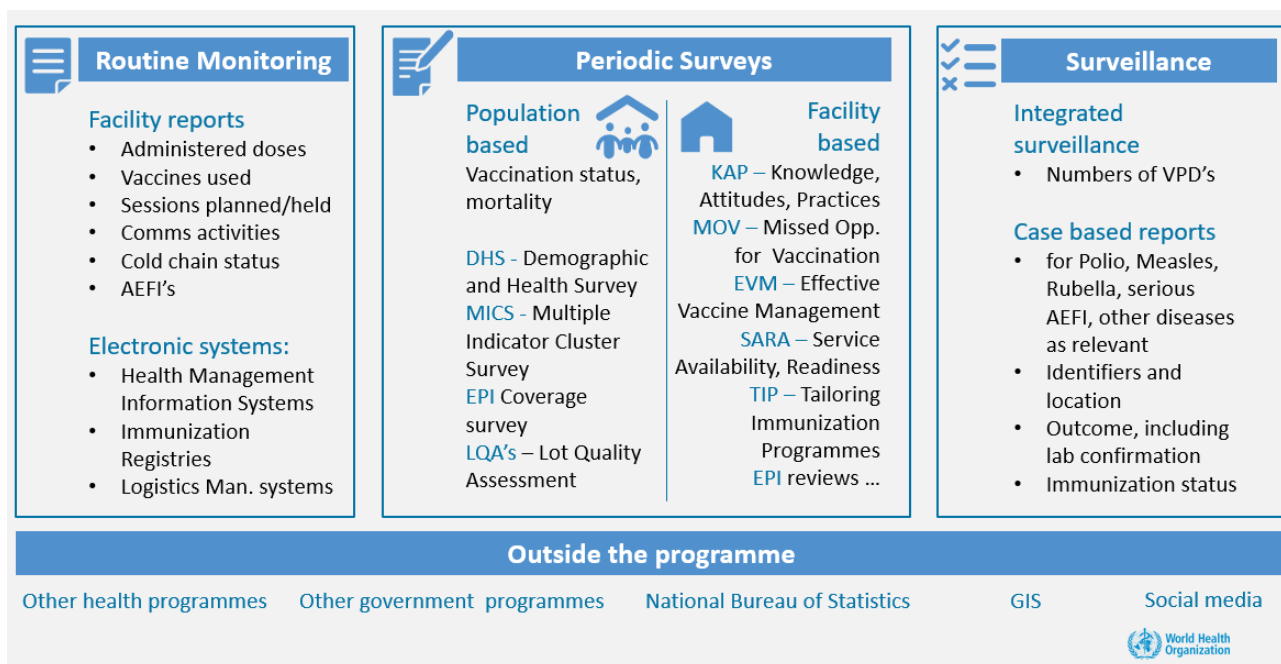 Routine Monitoring
Facility reports
• Administered doses
• Vaccines used
• Sessions planned/held
• Comms activities
• Cold chain status
• AEFI's
Electronic systems:
• Health Management
Information Systems
• Immunization
Registries
• Logistics Man. systems
Periodic Surveys
Population
based
Vaccination status,
mortality
DHS - Demographic
and Health Survey
MICS - Multiple
Indicator Cluster
Survey
EPI Coverage
survey
LQA's – Lot Quality
Assessment
Facility
based
KAP – Knowledge,
Attitudes, Practices
MOV – Missed Opp.
for Vaccination
EVM – Effective
Vaccine Management
SARA – Service
Availability, Readiness
TIP – Tailoring
Immunization
Programmes
EPI reviews ...
Surveillance
Integrated
surveillance
• Numbers of VPD's
Case based reports
• for Polio, Measles,
Rubella, serious
AEFI, other diseases
as relevant
• Identifiers and
location
• Outcome, including
lab confirmation
• Immunization status
Outside the programme
Other health programmes Other government programmes National Bureau of Statistics GIS Social media
World Health
Organization